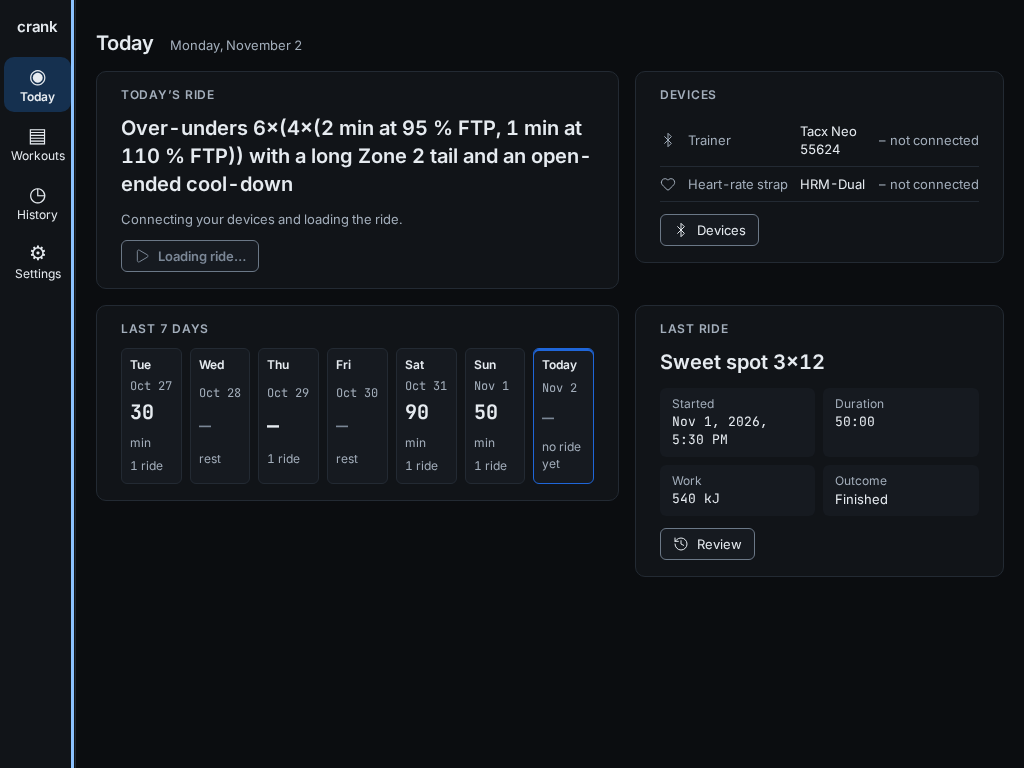 crank
Today
Workouts
History
Settings
Today Monday, November 2
TODAY'S RIDE
Over-unders 6×(4×(2 min at 95 % FTP, 1 min at
110 % FTP)) with a long Zone 2 tail and an open-
ended cool-down
Connecting your devices and loading the ride.
Loading ride…
DEVICES
Trainer Tacx Neo 55624 – not connected
Heart-rate strap HRM-Dual – not connected
Devices
LAST 7 DAYS
Tue
Oct 27
30
min
1 ride
Wed
Oct 28
—
rest
Thu
Oct 29
—
1 ride
Fri
Oct 30
—
rest
Sat
Oct 31
90
min
1 ride
Sun
Nov 1
50
min
1 ride
Today
Nov 2
—
no ride
yet
LAST RIDE
Sweet spot 3×12
Started
Nov 1, 2026,
5:30 PM
Duration
50:00
Work
540 kJ
Outcome
Finished
Review